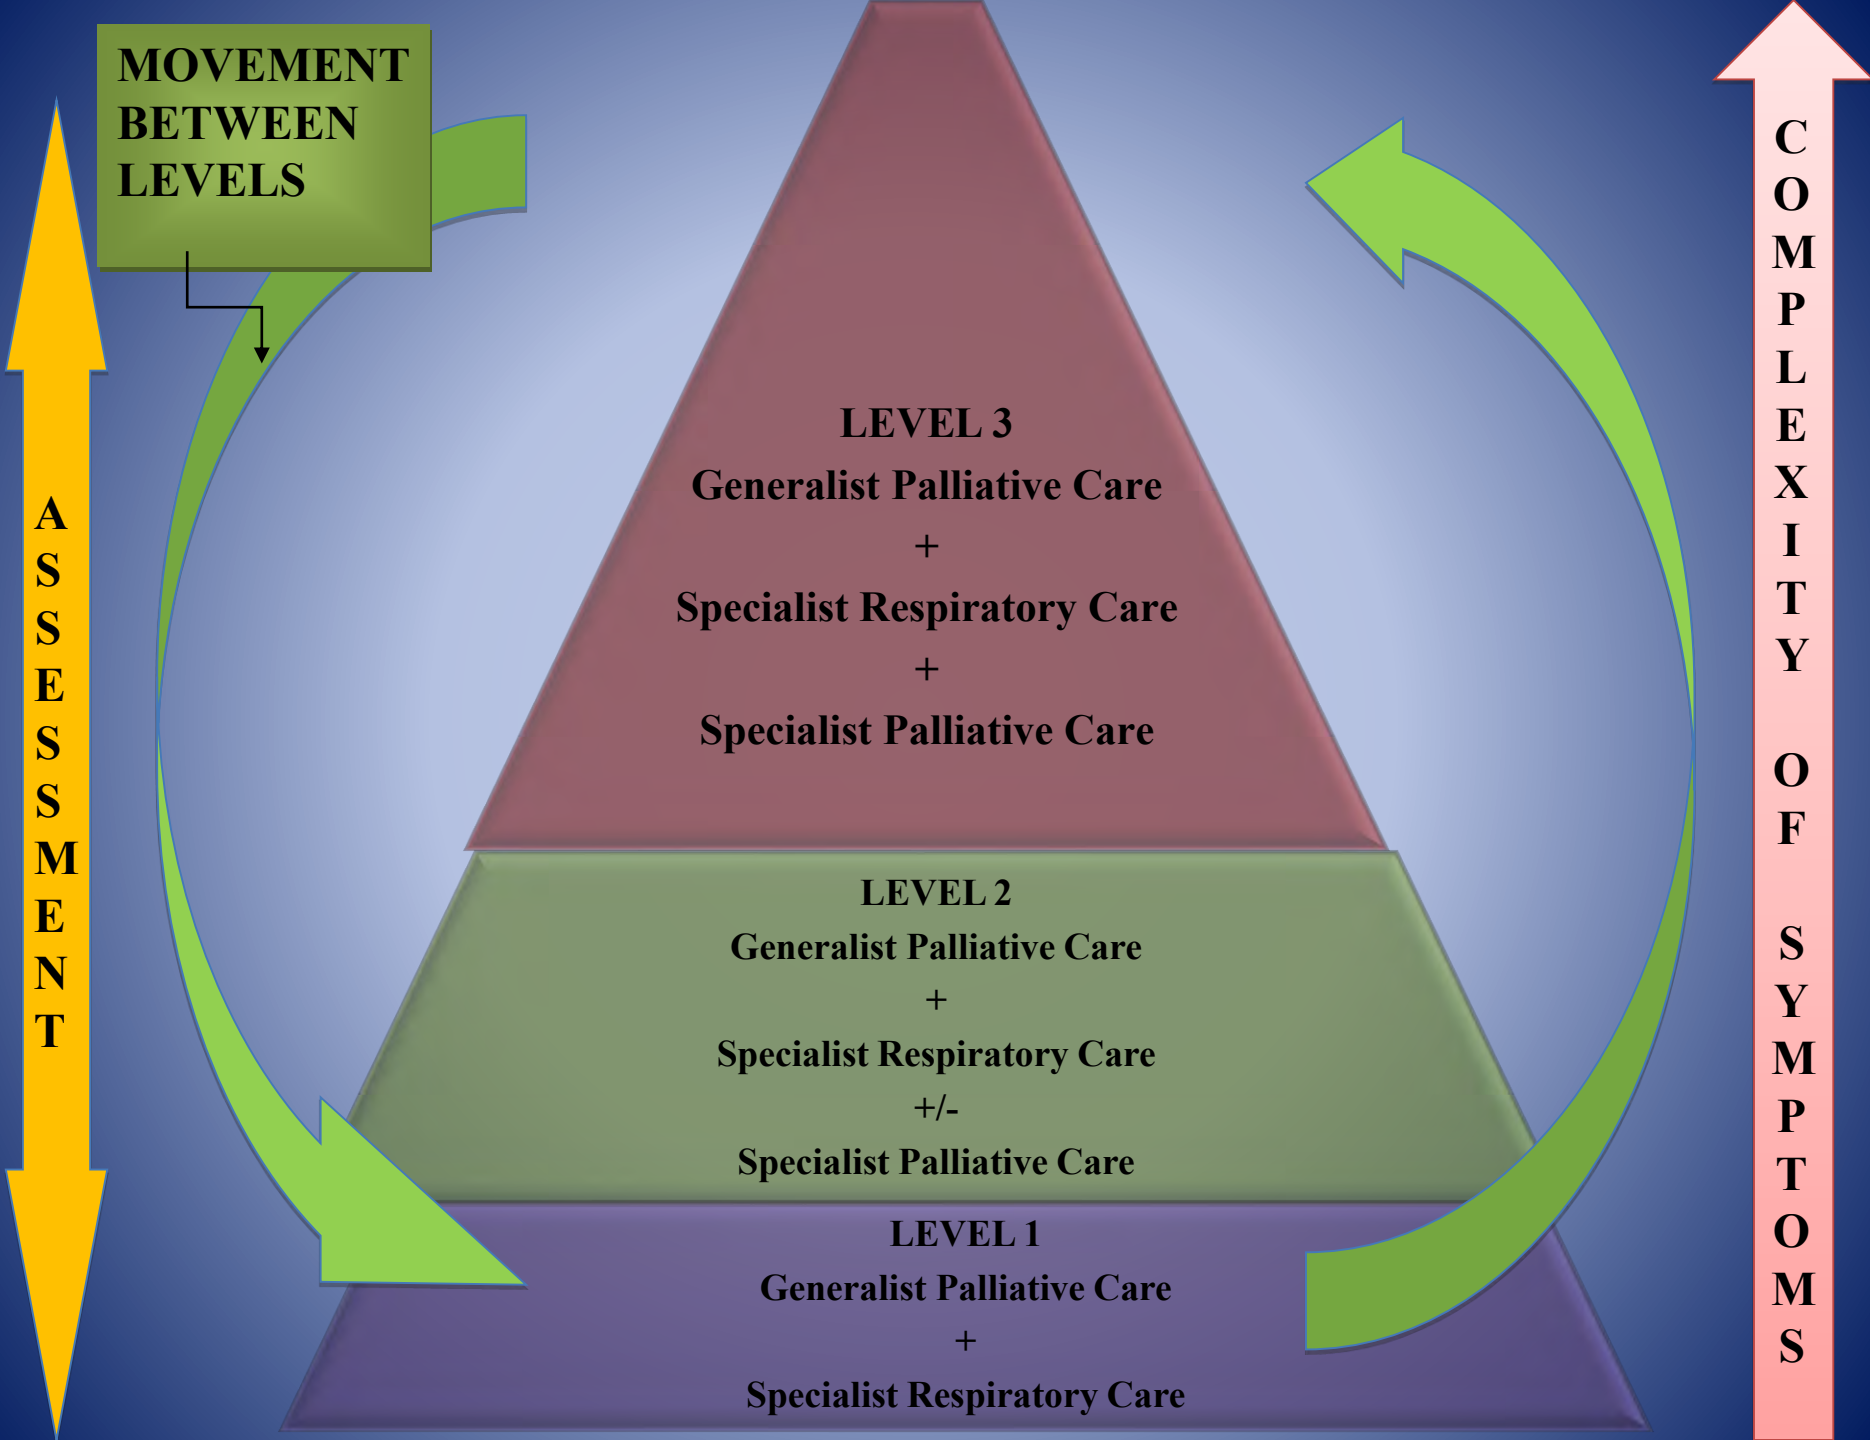 MOVEMENT
BETWEEN
LEVELS
ASSESSMENT
LEVEL 3
Generalist Palliative Care
+
Specialist Respiratory Care
+
Specialist Palliative Care
LEVEL 2
Generalist Palliative Care
+
Specialist Respiratory Care
+/-
Specialist Palliative Care
LEVEL 1
Generalist Palliative Care
+
Specialist Respiratory Care
COMPLEXITY OF SYMPTOMS